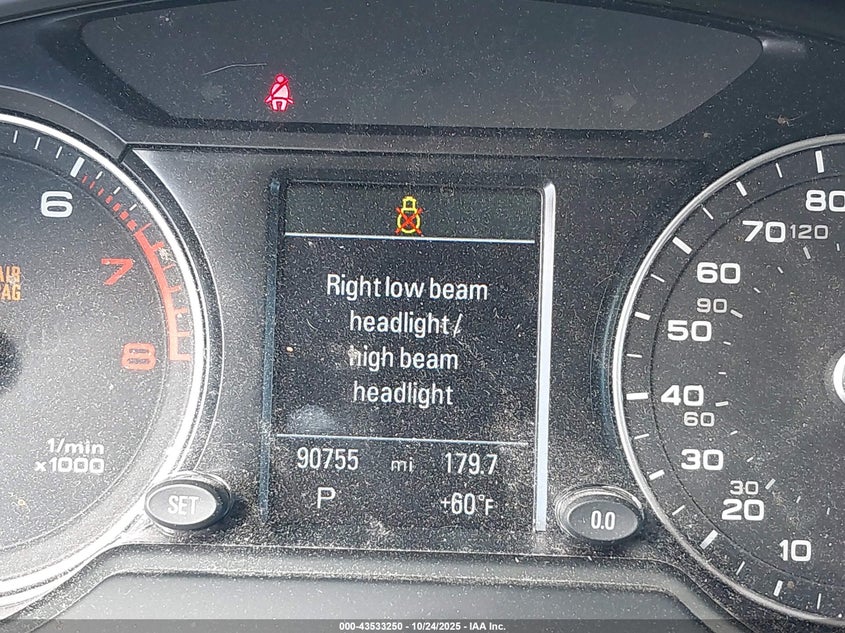 6
7
8
AIR
BAG
1/min
x1000
SET
Right low beam
headlight/
high beam
headlight
90755 mi 179.7
P +60°F
0.0
80
70 120
60
90
50
40
60
30
30
20
10
000-43533250 - 10/24/2025 - IAA Inc.